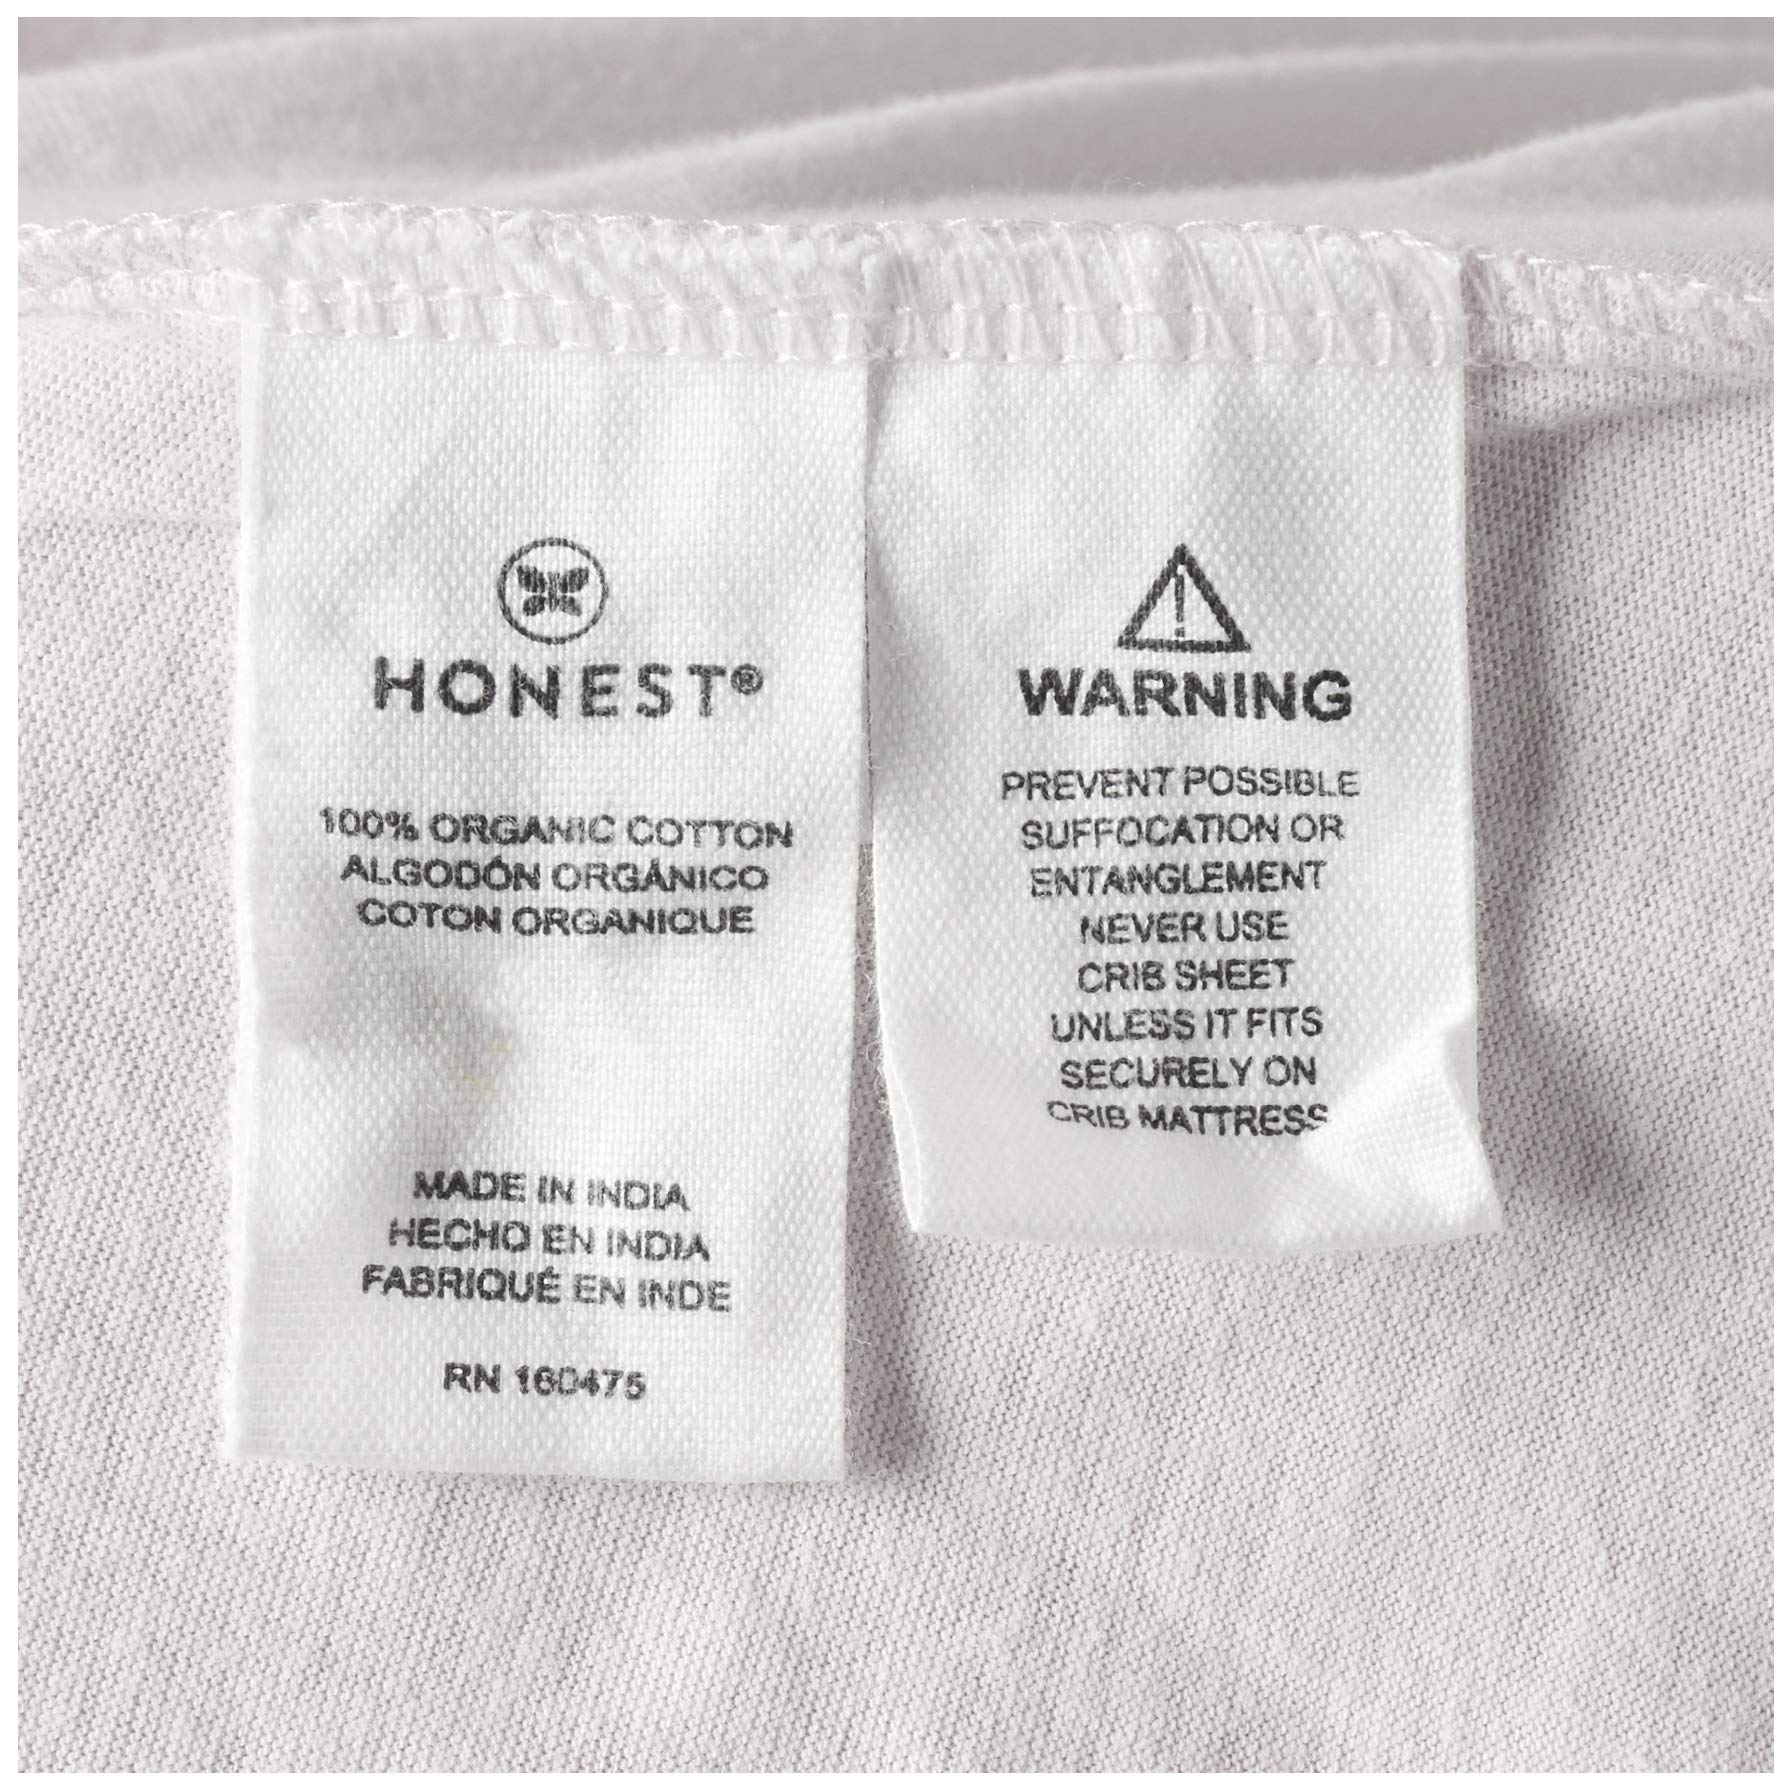 HONEST®
100% ORGANIC COTTON
ALGODÓN ORGÁNICO
COTON ORGANIQUE
MADE IN INDIA
HECHO EN INDIA
FABRIQUÉ EN INDE
RN 160475
WARNING
PREVENT POSSIBLE
SUFFOCATION OR
ENTANGLEMENT
NEVER USE
CRIB SHEET
UNLESS IT FITS
SECURELY ON
CRIB MATTRESS